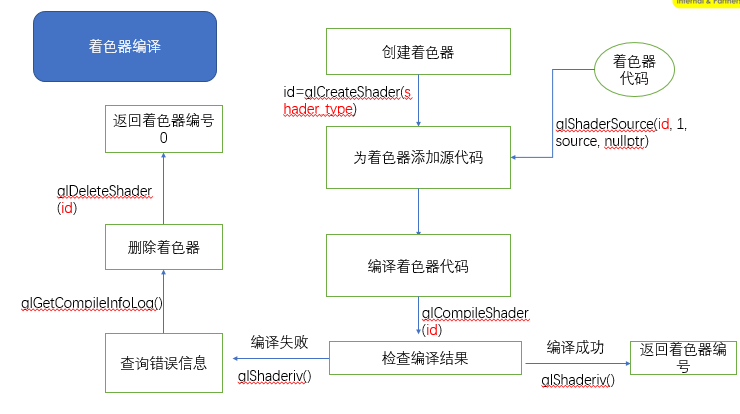 Internal & Partners
着色器编译
创建着色器
着色器
代码
id=glCreateShader(s
hader_type)
返回着色器编号
0
glShaderSource(id, 1,
source, nullptr)
为着色器添加源代码
glDeleteShader
(id)
删除着色器
编译着色器代码
glGetCompileInfoLog()
glCompileShader
(id)
编译失败
编译成功
查询错误信息
检查编译结果
返回着色器编
号
glShaderiv()
glShaderiv()